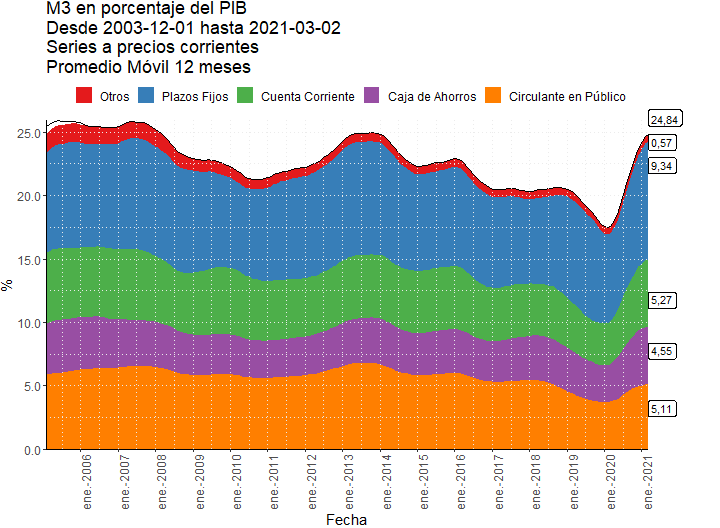 M3 en porcentaje del PIB
Desde 2003-12-01 hasta 2021-03-02
Series a precios corrientes
Promedio Móvil 12 meses
Otros Plazos Fijos Cuenta Corriente Caja de Ahorros Circulante en Público
24,84
0,57
9,34
5,27
4,55
5,11
25.0
20.0
15.0
10.0
5.0
0.0
%
ene.-2006
ene.-2007
ene.-2008
ene.-2009
ene.-2010
ene.-2011
ene.-2012
ene.-2013
ene.-2014
ene.-2015
ene.-2016
ene.-2017
ene.-2018
ene.-2019
ene.-2020
ene.-2021
Fecha